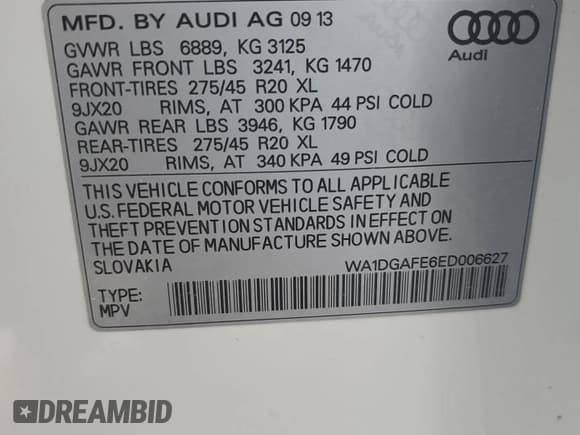 MFD. BY AUDI AG 09 13
GVWR LBS 6889, KG 3125
GAWR FRONT LBS 3241, KG 1470
FRONT-TIRES 275/45 R20 XL
9JX20 RIMS, AT 300 KPA 44 PSI COLD
GAWR REAR LBS 3946, KG 1790
REAR-TIRES 275/45 R20 XL
9JX20 RIMS, AT 340 KPA 49 PSI COLD
Audi
THIS VEHICLE CONFORMS TO ALL APPLICABLE
U.S. FEDERAL MOTOR VEHICLE SAFETY AND
THEFT PREVENTION STANDARDS IN EFFECT ON
THE DATE OF MANUFACTURE SHOWN ABOVE.
SLOVAKIA WA1DGAFE6ED006627
TYPE:
MPV
DREAMBID